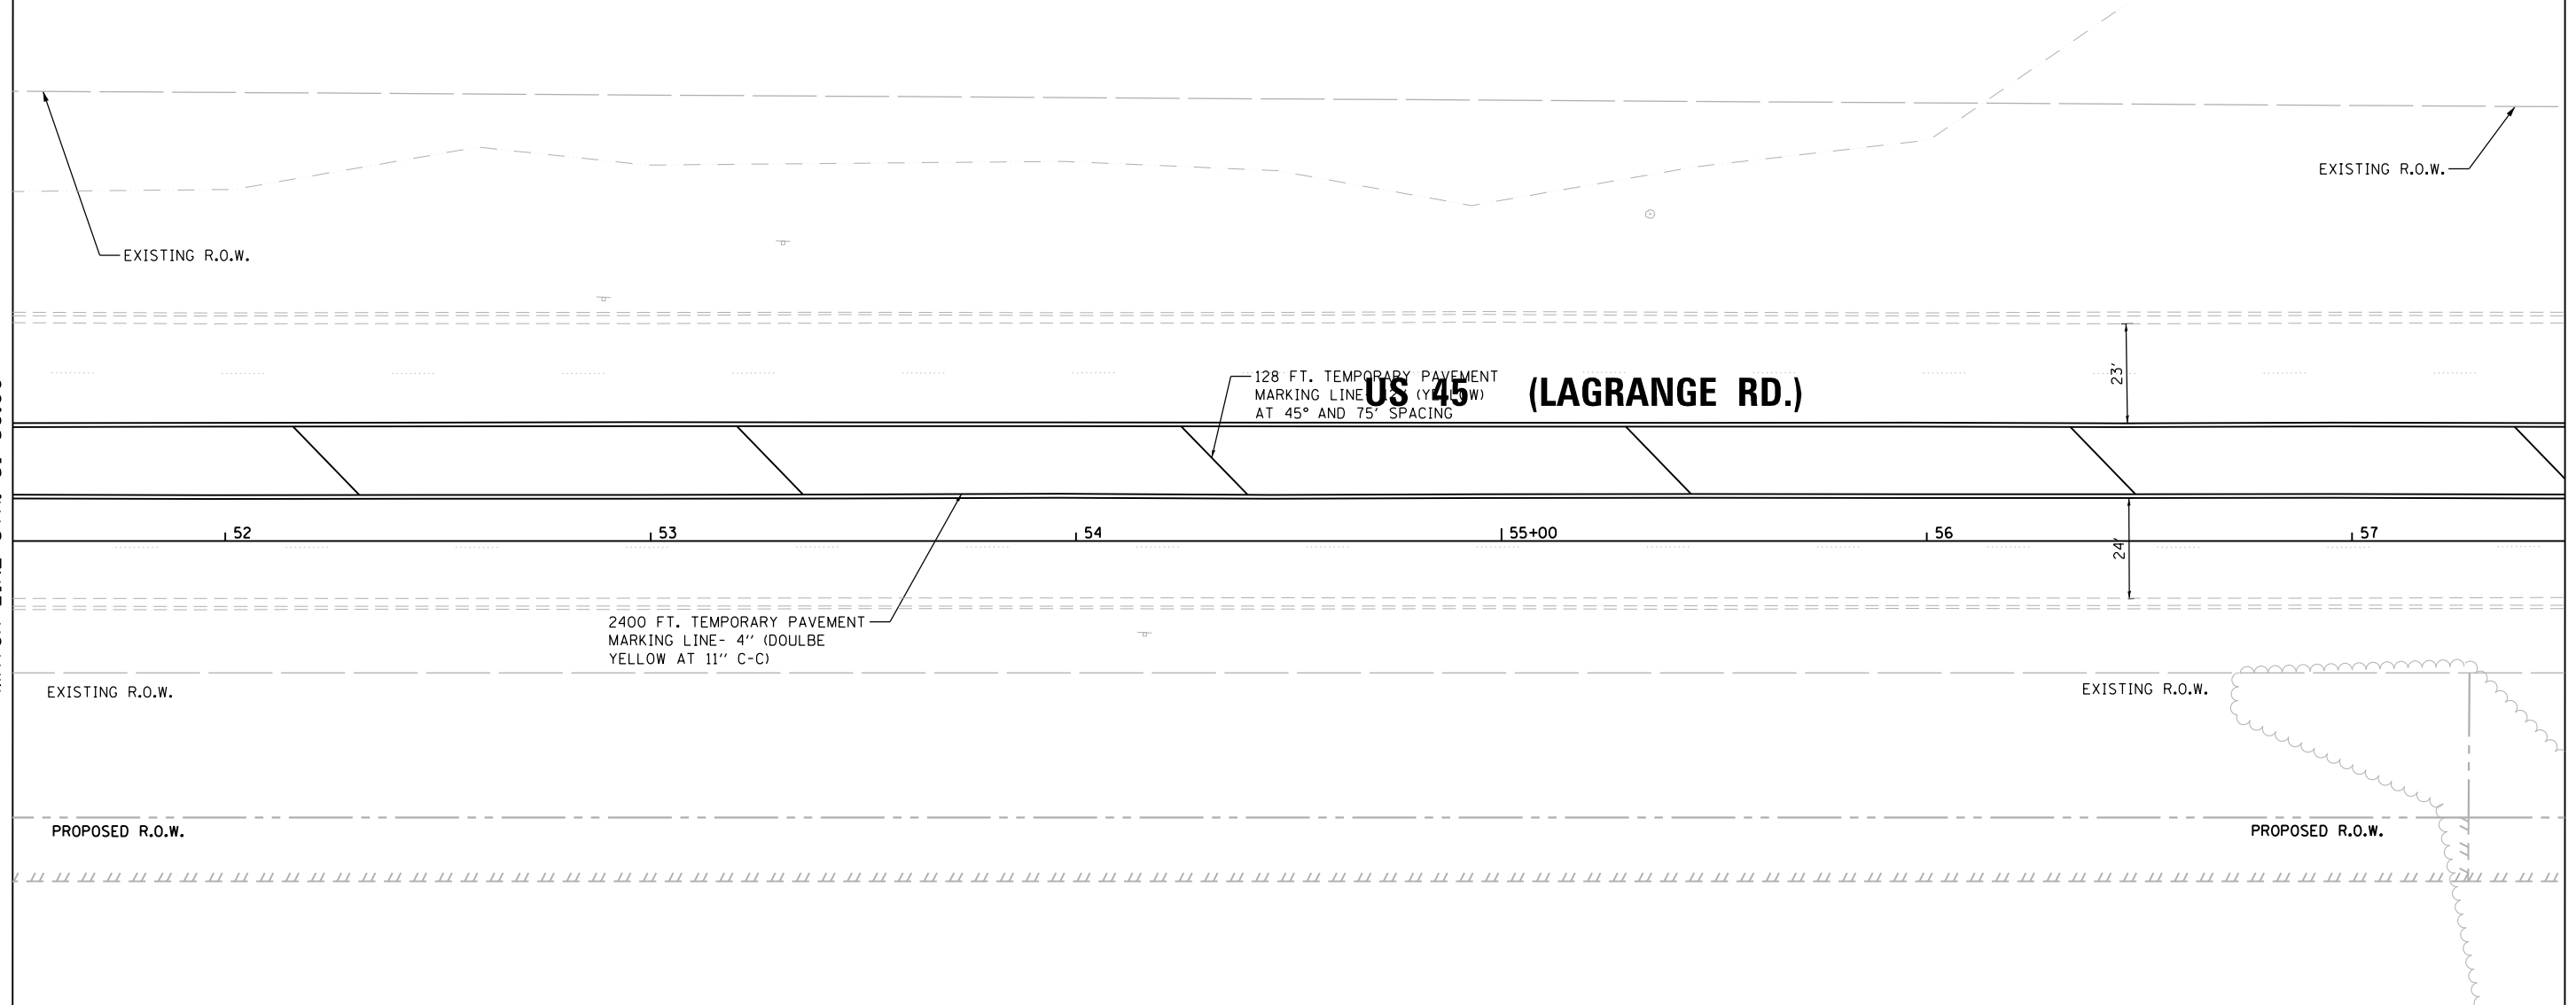 EXISTING R.O.W.
EXISTING R.O.W.
23'
128 FT. TEMPORARY PAVEMENT
MARKING LINE- 12" (YELLOW)
AT 45° AND 75' SPACING
US 45 (LAGRANGE RD.)
52
53
54
55+00
56
57
24'
2400 FT. TEMPORARY PAVEMENT
MARKING LINE- 4" (DOULBE
YELLOW AT 11" C-C)
EXISTING R.O.W.
EXISTING R.O.W.
PROPOSED R.O.W.
PROPOSED R.O.W.